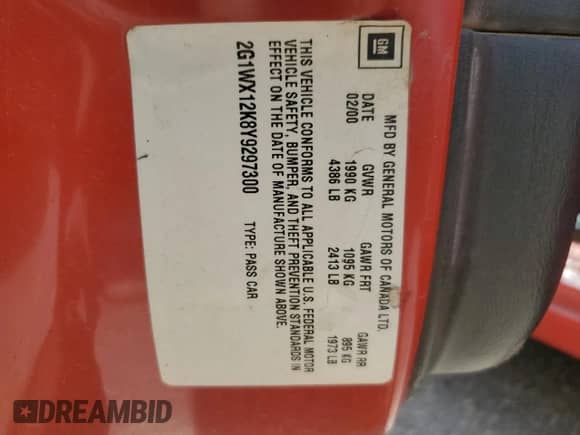 GM
MFD BY GENERAL MOTORS OF CANADA LTD.
DATE GVWR GAWR FRT GAWR RR
02/00 1990 KG 1095 KG 895 KG
4386 LB 2413 LB 1973 LB
THIS VEHICLE CONFORMS TO ALL APPLICABLE U.S. FEDERAL MOTOR
VEHICLE SAFETY, BUMPER, AND THEFT PREVENTION STANDARDS IN
EFFECT ON THE DATE OF MANUFACTURE SHOWN ABOVE.
2G1WX12K8Y9297300 TYPE: PASS CAR
DREAMBID